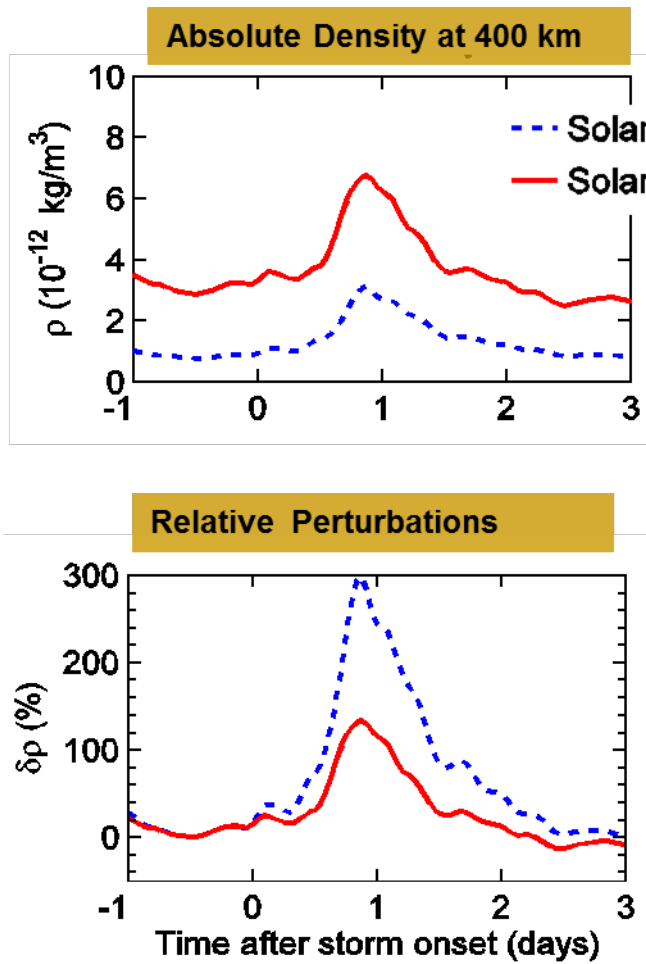 Absolute Density at 400 km
10
8
6
4
2
0
ρ (10⁻¹² kg/m³)
Solar
Solar
-1 0 1 2 3
Relative Perturbations
300
200
100
0
δρ (%)
-1 0 1 2 3
Time after storm onset (days)